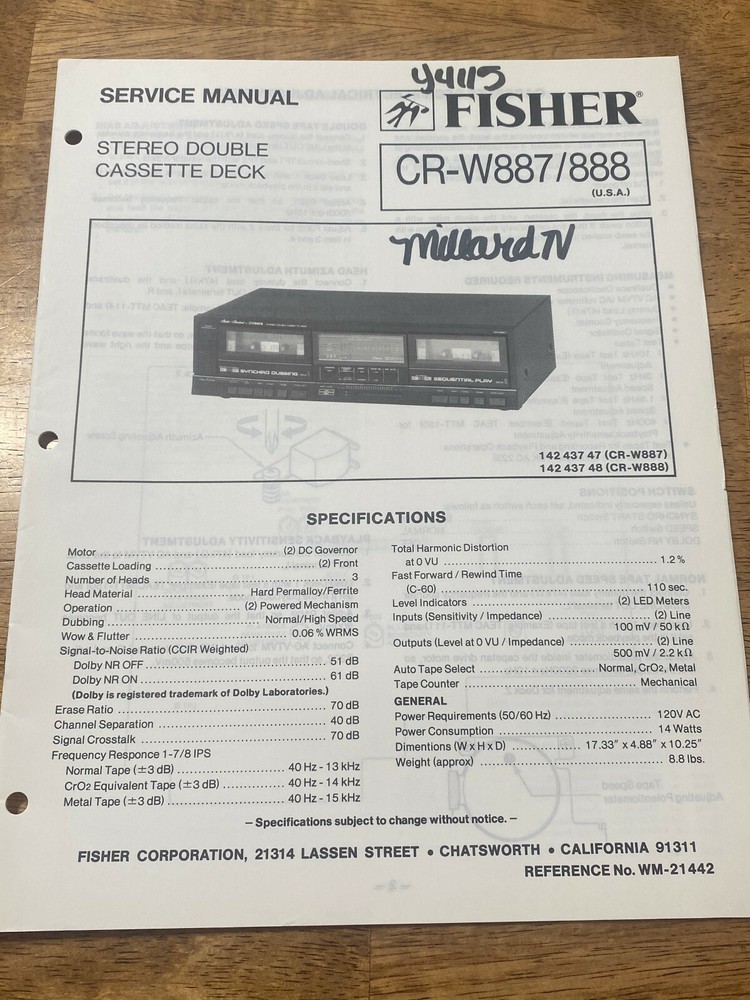 Y4115
SERVICE MANUAL
FISHER®
STEREO DOUBLE
CASSETTE DECK
CR-W887/888
(U.S.A.)
Millard TV
SYNCHRO DUBBING
SEQUENTIAL PLAY
142 437 47 (CR-W887)
142 437 48 (CR-W888)
SPECIFICATIONS
Motor ........ (2) DC Governor
Cassette Loading ........ (2) Front
Number of Heads ........ 3
Head Material ........ Hard Permalloy/Ferrite
Operation ........ (2) Powered Mechanism
Dubbing ........ Normal/High Speed
Wow & Flutter ........ 0.06 % WRMS
Signal-to-Noise Ratio (CCIR Weighted)
Dolby NR OFF ........ 51 dB
Dolby NR ON ........ 61 dB
(Dolby is registered trademark of Dolby Laboratories.)
Erase Ratio ........ 70 dB
Channel Separation ........ 40 dB
Signal Crosstalk ........ 70 dB
Frequency Responce 1-7/8 IPS
Normal Tape (±3 dB) ........ 40 Hz - 13 kHz
CrO2 Equivalent Tape (±3 dB) ........ 40 Hz - 14 kHz
Metal Tape (±3 dB) ........ 40 Hz - 15 kHz
Total Harmonic Distortion
at 0 VU ........ 1.2 %
Fast Forward / Rewind Time
(C-60) ........ 110 sec.
Level Indicators ........ (2) LED Meters
Inputs (Sensitivity / Impedance) ........ (2) Line
100 mV / 50 kΩ
Outputs (Level at 0 VU / Impedance) ........ (2) Line
500 mV / 2.2 kΩ
Auto Tape Select ........ Normal, CrO2, Metal
Tape Counter ........ Mechanical
GENERAL
Power Requirements (50/60 Hz) ........ 120V AC
Power Consumption ........ 14 Watts
Dimentions (W x H x D) ........ 17.33" x 4.88" x 10.25"
Weight (approx) ........ 8.8 lbs.
– Specifications subject to change without notice. –
FISHER CORPORATION, 21314 LASSEN STREET • CHATSWORTH • CALIFORNIA 91311
REFERENCE No. WM-21442